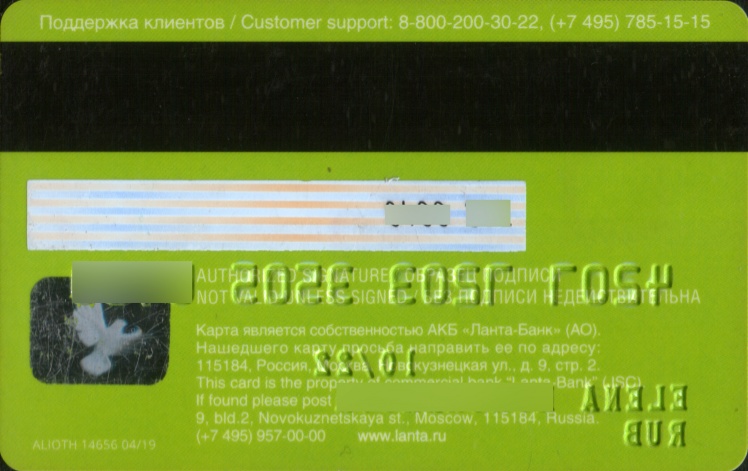 Поддержка клиентов / Customer support: 8-800-200-30-22, (+7 495) 785-15-15
AUTHORIZED SIGNATURE / ОБРАЗЕЦ ПОДПИСИ
NOT VALID UNLESS SIGNED / БЕЗ ПОДПИСИ НЕДЕЙСТВИТЕЛЬНА
Карта является собственностью АКБ «Ланта-Банк» (АО).
Нашедшего карту просьба направить ее по адресу:
115184, Россия, Москва, Новокузнецкая ул., д. 9, стр. 2.
This card is the property of commercial bank "Lanta-Bank" (JSC)
If found please post
9, bld.2, Novokuznetskaya st., Moscow, 115184, Russia.
(+7 495) 957-00-00 www.lanta.ru
ELENA
RUB
ALIOTH 14656 04/19